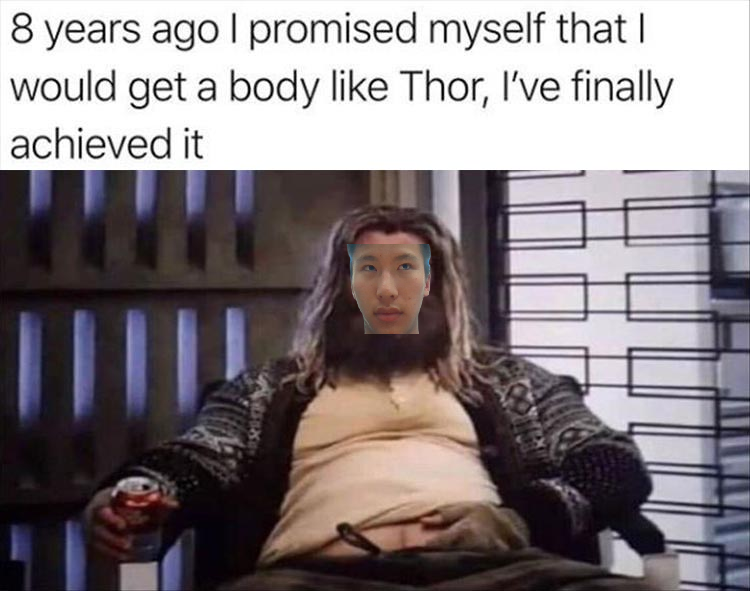 8 years ago I promised myself that I
would get a body like Thor, I've finally
achieved it